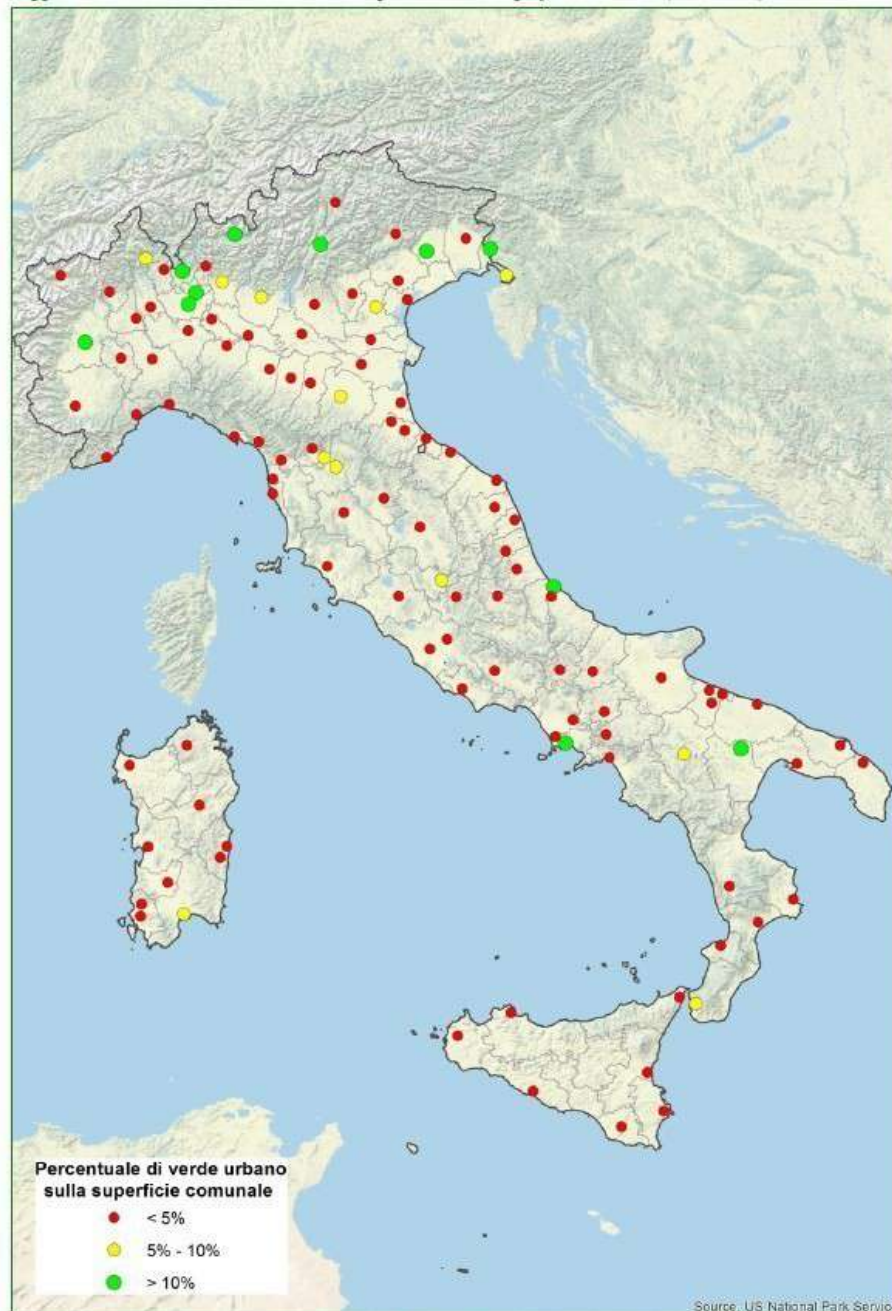 Percentuale di verde urbano
sulla superficie comunale
< 5%
5% - 10%
> 10%
Source: US National Park Servic